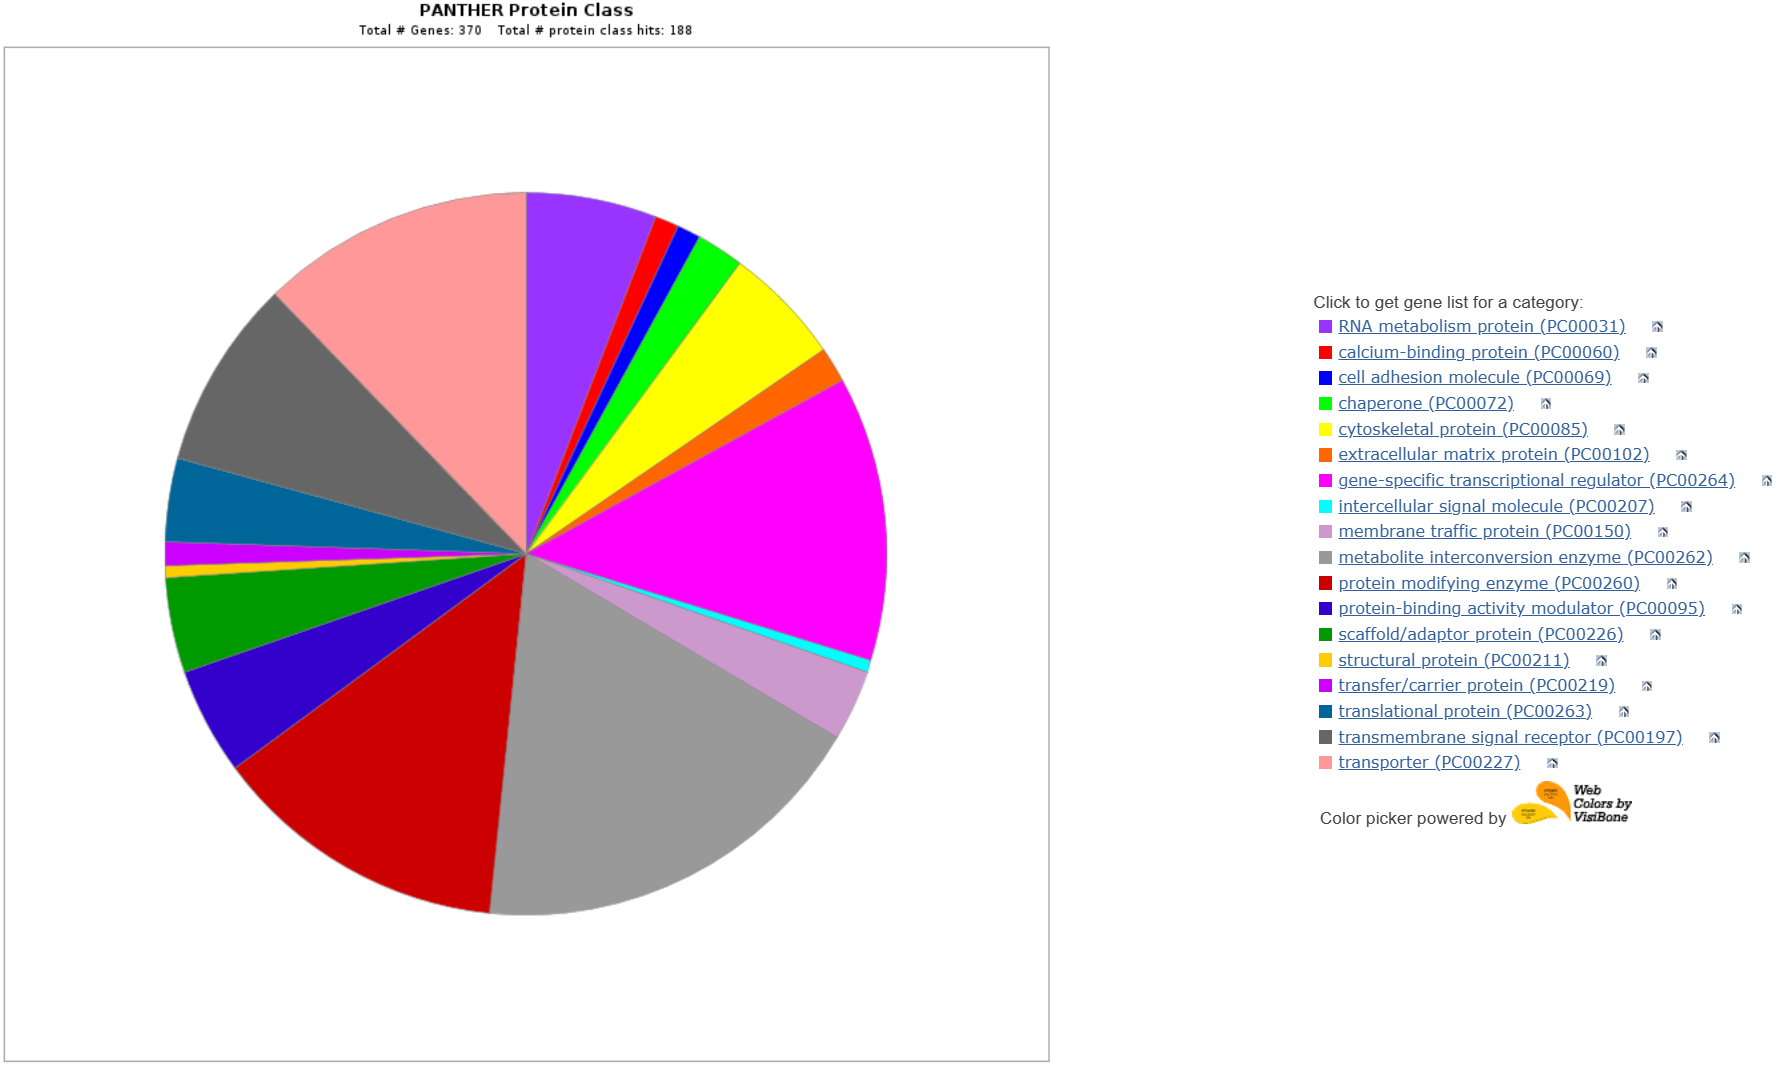 PANTHER Protein Class
Total # Genes: 370 Total # protein class hits: 188
Click to get gene list for a category:
RNA metabolism protein (PC00031)
calcium-binding protein (PC00060)
cell adhesion molecule (PC00069)
chaperone (PC00072)
cytoskeletal protein (PC00085)
extracellular matrix protein (PC00102)
gene-specific transcriptional regulator (PC00264)
intercellular signal molecule (PC00207)
membrane traffic protein (PC00150)
metabolite interconversion enzyme (PC00262)
protein modifying enzyme (PC00260)
protein-binding activity modulator (PC00095)
scaffold/adaptor protein (PC00226)
structural protein (PC00211)
transfer/carrier protein (PC00219)
translational protein (PC00263)
transmembrane signal receptor (PC00197)
transporter (PC00227)
Color picker powered by
Web
Colors by
VisiBone